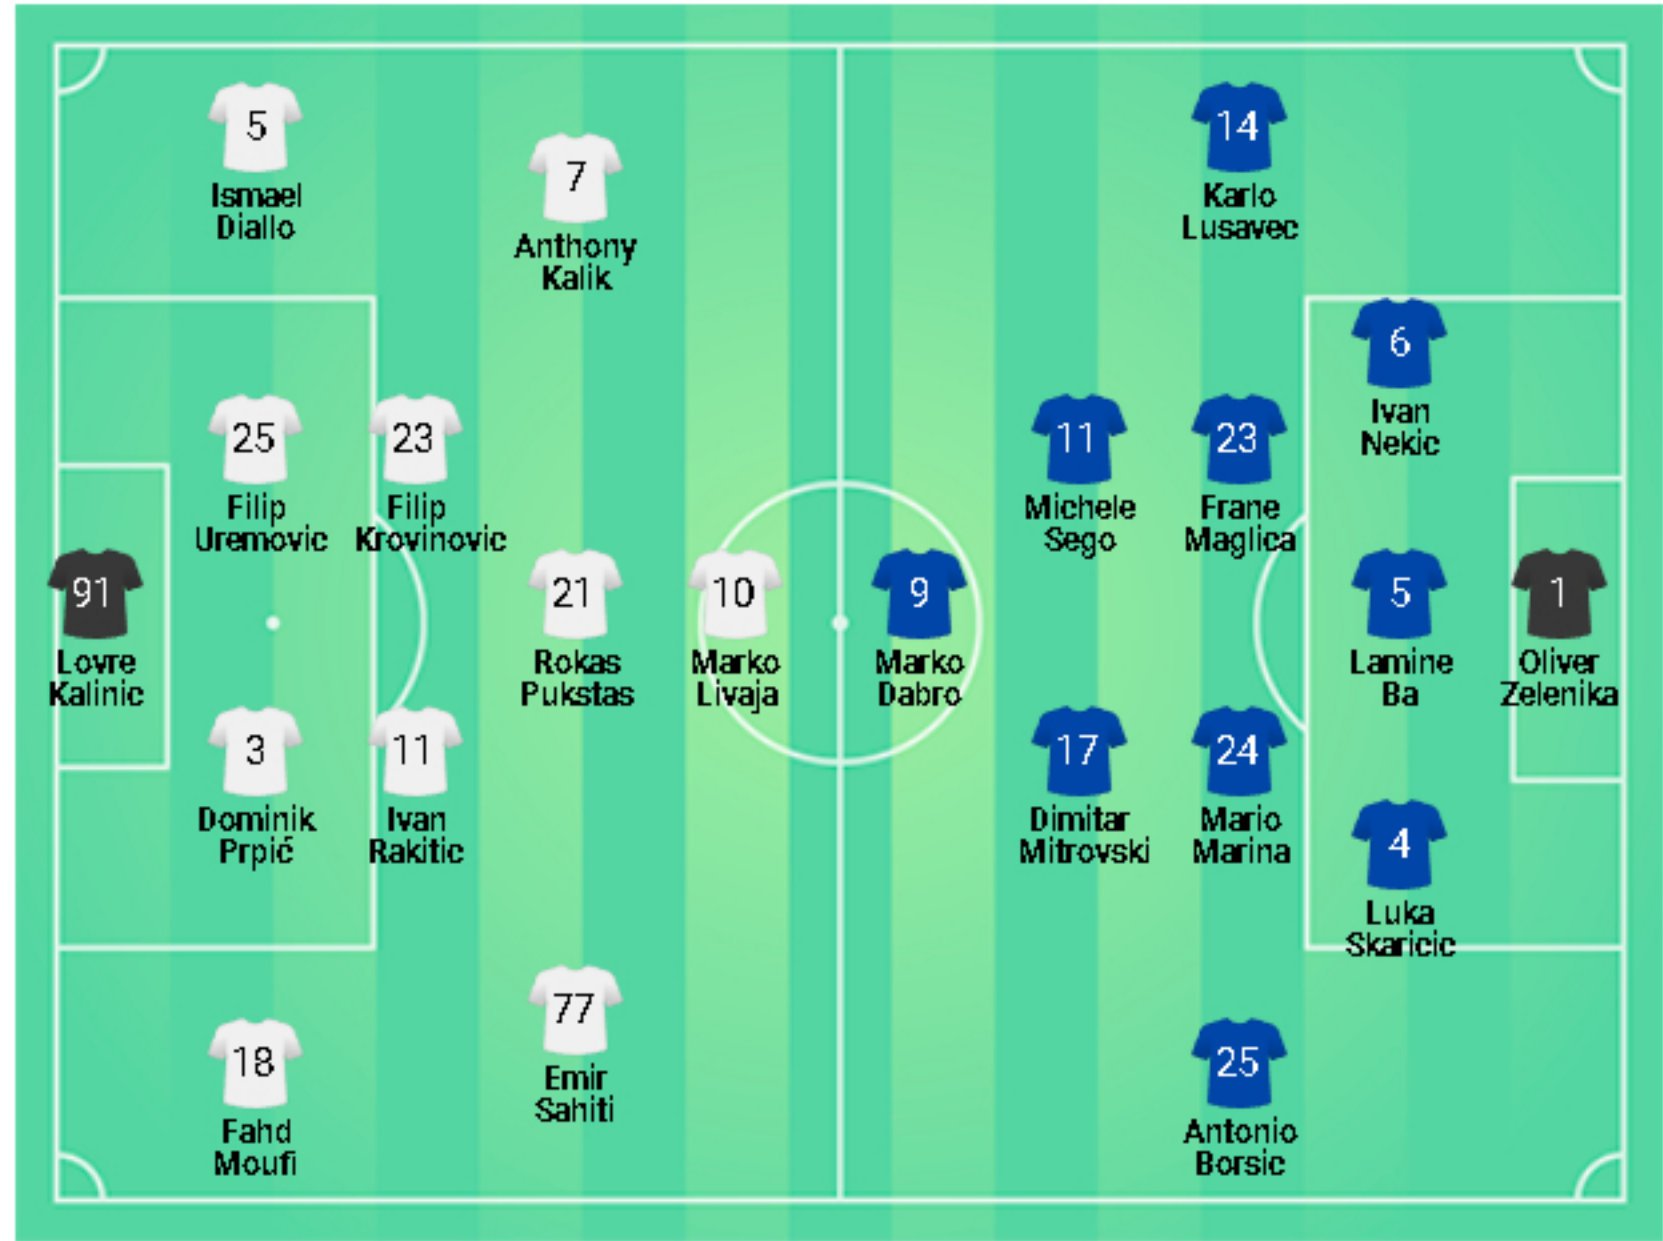 5
Ismael
Diallo
7
Anthony
Kalik
14
Karlo
Lusavec
6
Ivan
Nekic
25
Filip
Uremovic
23
Filip
Krovinovic
11
Michele
Sego
23
Frane
Maglica
91
Lovre
Kalinic
21
Rokas
Pukstas
10
Marko
Livaja
9
Marko
Dabro
5
Lamine
Ba
1
Oliver
Zelenika
3
Dominik
Prpić
11
Ivan
Rakitic
17
Dimitar
Mitrovski
24
Mario
Marina
4
Luka
Skaricic
18
Fahd
Moufi
77
Emir
Sahiti
25
Antonio
Borsic